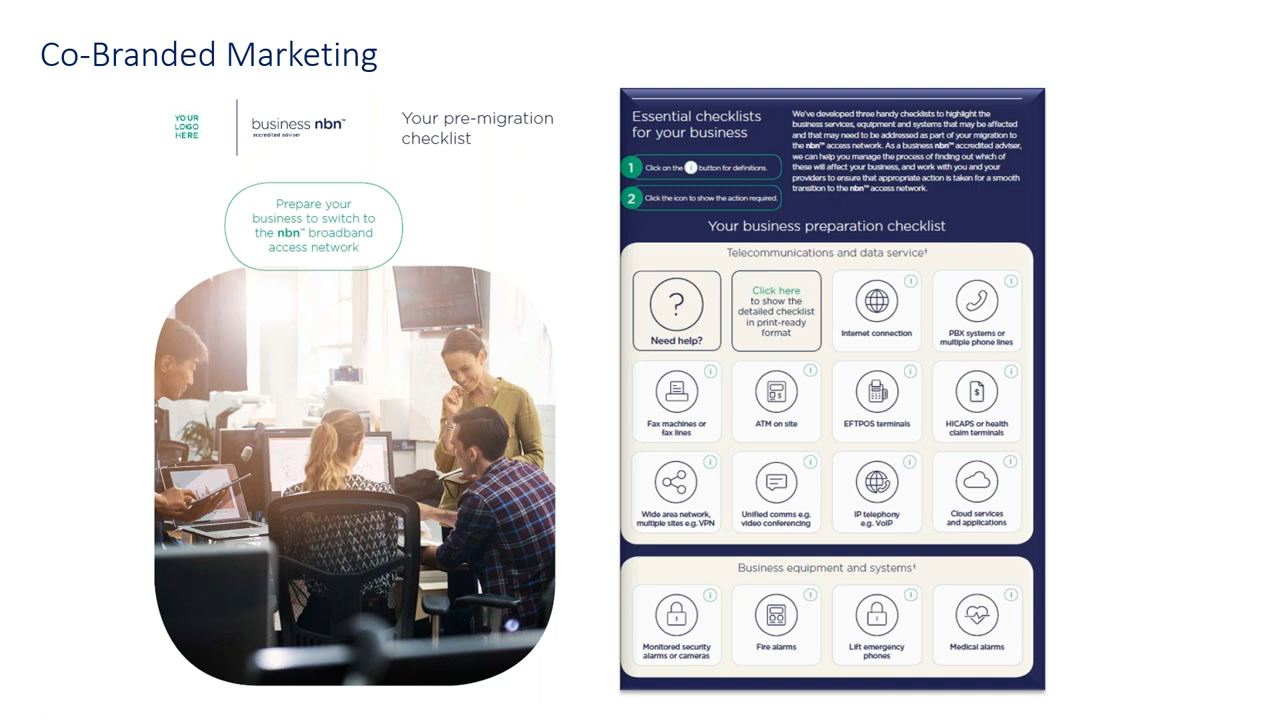 Co-Branded Marketing
YOUR
LOGO
HERE
business nbn™
accredited adviser
Your pre-migration
checklist
Prepare your
business to switch to
the nbn™ broadband
access network
Essential checklists
for your business
1 Click on the i button for definitions.
2 Click the icon to show the action required.
We've developed three handy checklists to highlight the
business services, equipment and systems that may be affected
and that may need to be addressed as part of your migration to
the nbn™ access network. As a business nbn™ accredited adviser,
we can help you manage the process of finding out which of
these will affect your business, and work with you and your
providers to ensure that appropriate action is taken for a smooth
transition to the nbn™ access network.
Your business preparation checklist
Telecommunications and data service†
?
Need help?
Click here
to show the
detailed checklist
in print-ready
format
i
Internet connection
i
PBX systems or
multiple phone lines
i
Fax machines or
fax lines
i
$
ATM on site
i
EFTPOS terminals
i
$
HICAPS or health
claim terminals
i
Wide area network,
multiple sites e.g. VPN
i
Unified comms e.g.
video conferencing
i
IP telephony
e.g. VoIP
i
Cloud services
and applications
Business equipment and systems†
i
Monitored security
alarms or cameras
i
Fire alarms
i
Lift emergency
phones
i
Medical alarms